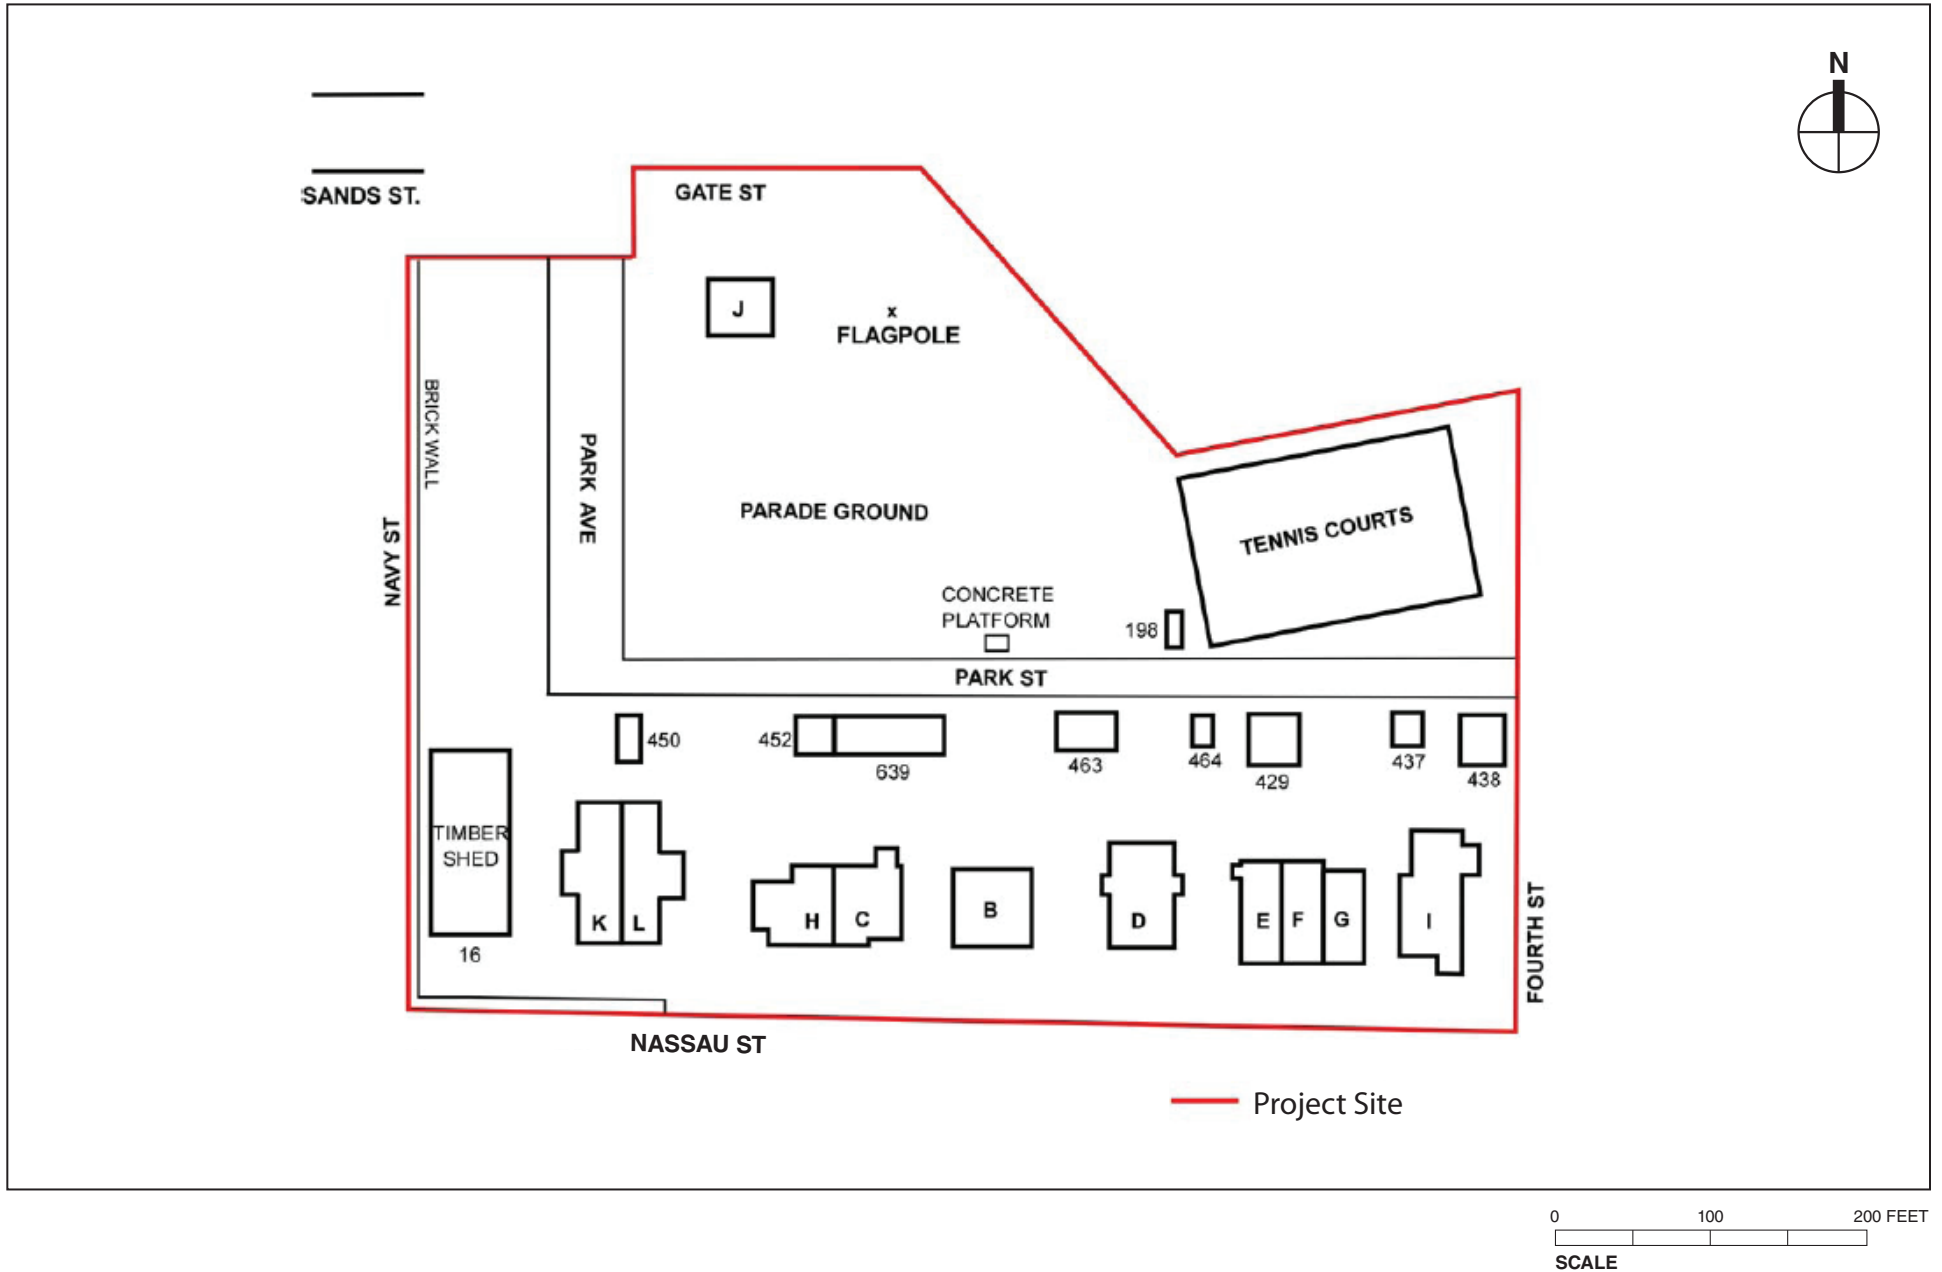 N
SANDS ST.
GATE ST
J
x
FLAGPOLE
BRICK WALL
PARK AVE
NAVY ST
PARADE GROUND
TENNIS COURTS
CONCRETE
PLATFORM
198
PARK ST
450
452
639
463
464
429
437
438
TIMBER
SHED
16
K
L
H
C
B
D
E
F
G
I
FOURTH ST
NASSAU ST
Project Site
0 100 200 FEET
SCALE